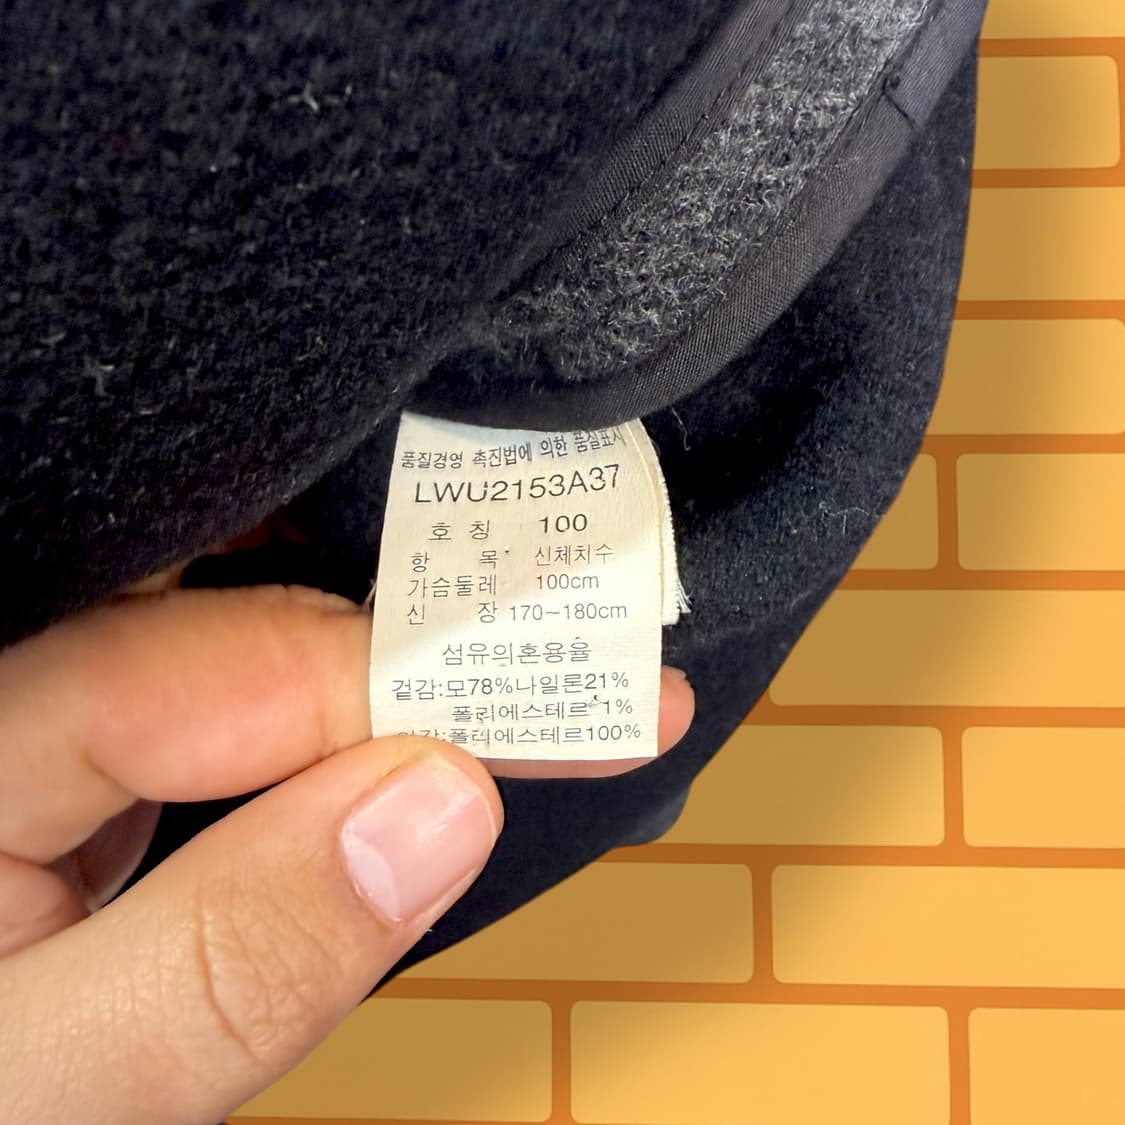 품질경영 촉진법에 의한 품질표시
LWU2153A37
호 칭 100
항 목 신체치수
가슴둘레 100cm
신 장 170~180cm
섬유의혼용율
겉감:모78%나일론21%
폴리에스테르 1%
안감:폴리에스테르100%